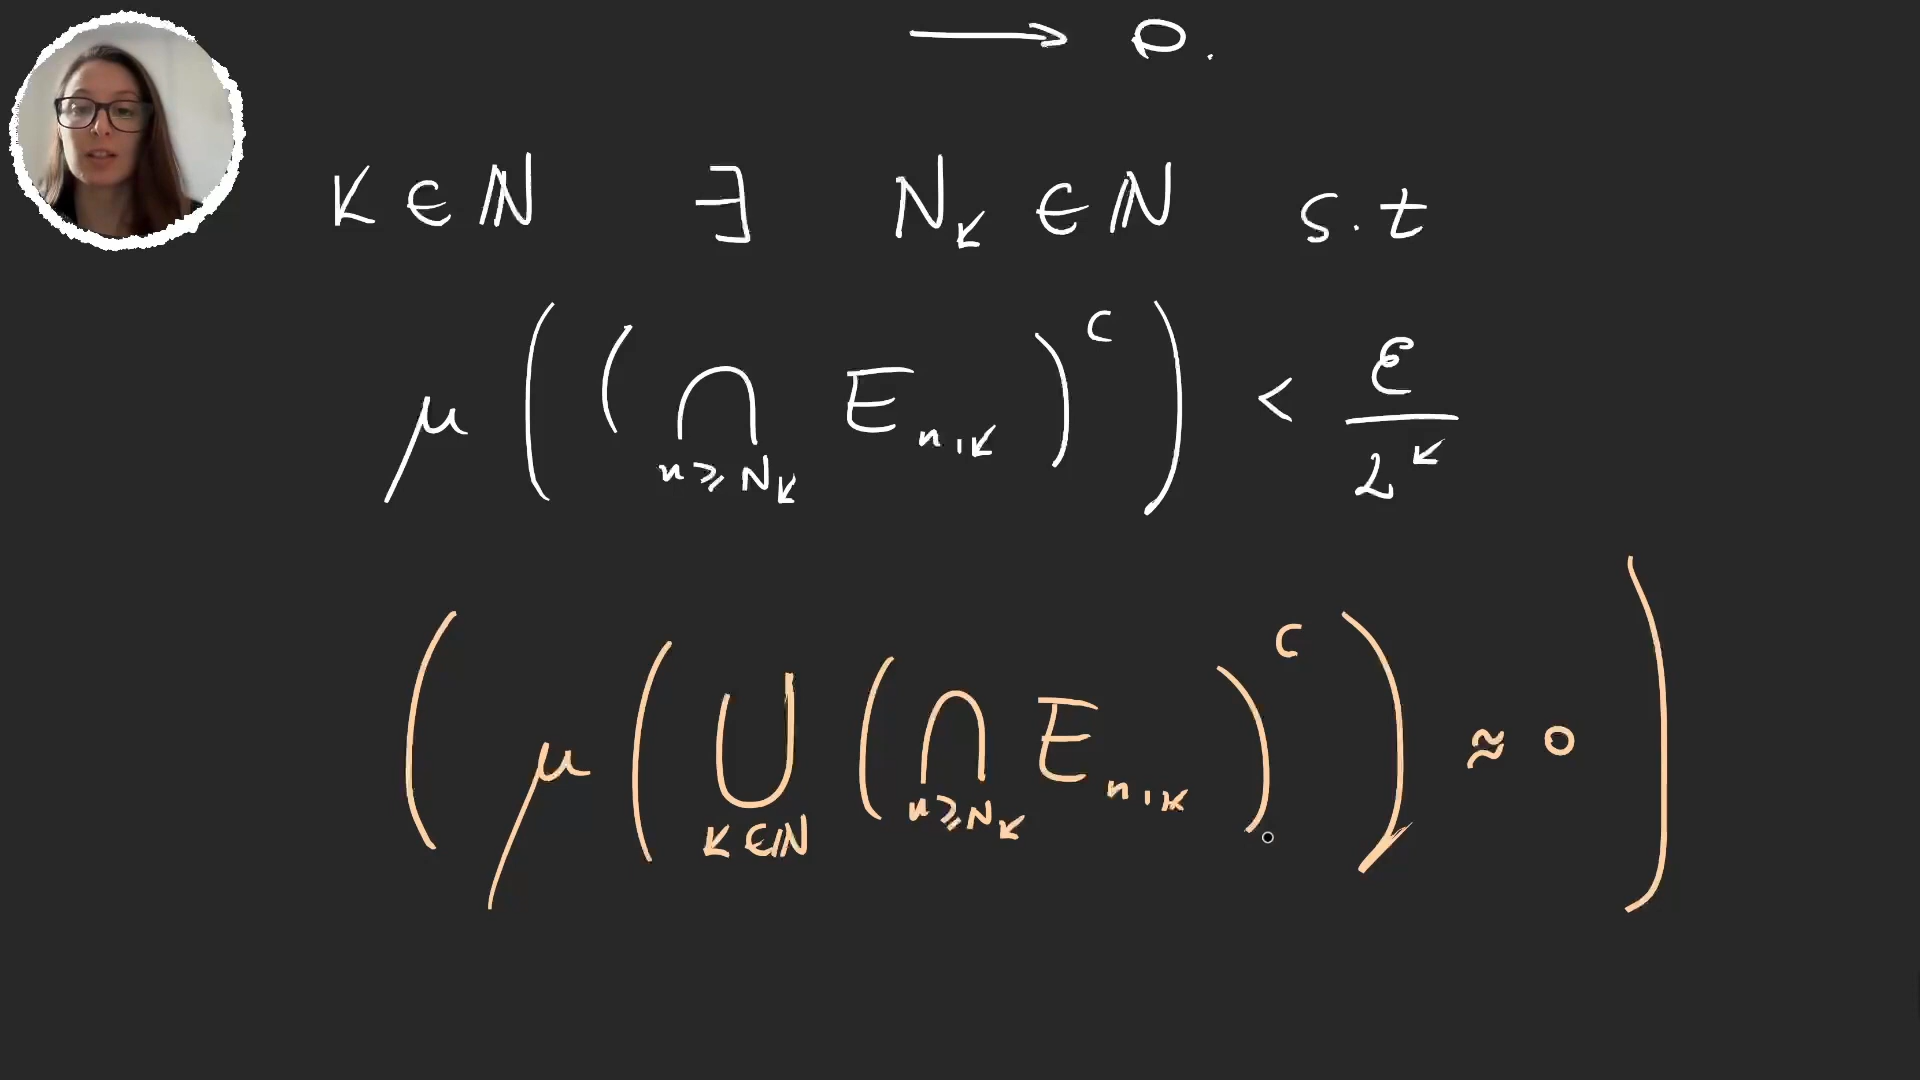 ⟶ 0.
K ∈ ℕ ∃ N_K ∈ ℕ s.t
μ ( ( ⋂_{n ≥ N_K} E_{n,K} )^c ) < ε / 2^K
( μ ( ⋃_{K ∈ ℕ} ( ⋂_{n ≥ N_K} E_{n,K} )^c ) ≈ 0 )